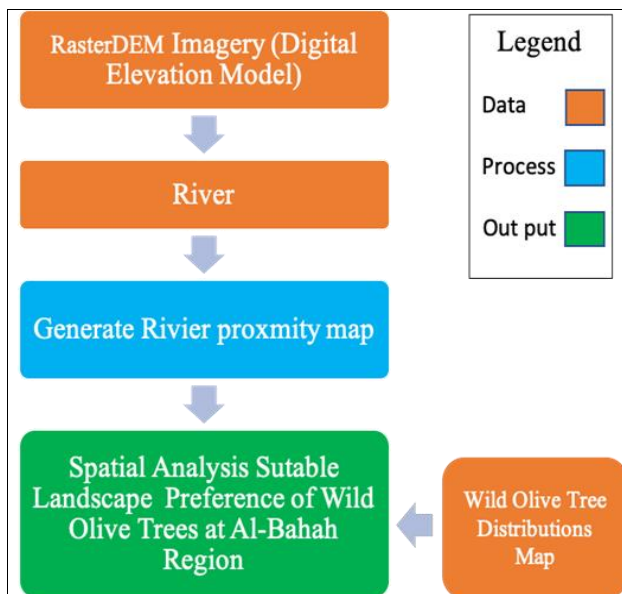 RasterDEM Imagery (Digital
Elevation Model)
River
Generate Rivier proxmity map
Spatial Analysis Sutable
Landscape Preference of Wild
Olive Trees at Al-Bahah
Region
Wild Olive Tree
Distributions
Map
Legend
Data
Process
Out put